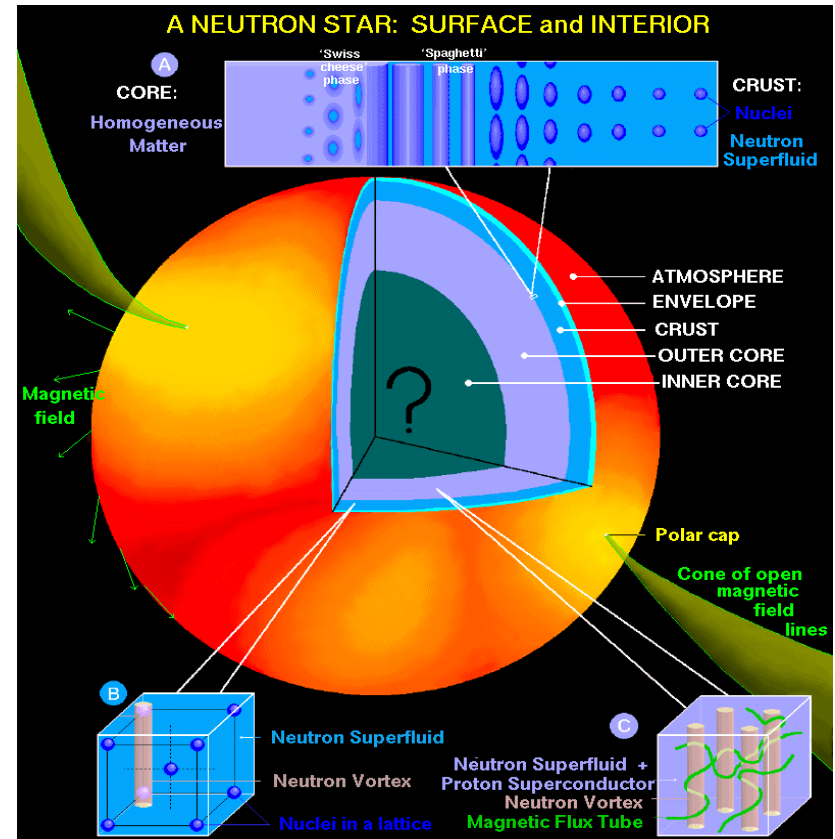 A NEUTRON STAR: SURFACE and INTERIOR
A
CORE:
Homogeneous
Matter
'Swiss
cheese'
phase
'Spaghetti'
phase
CRUST:
Nuclei
Neutron
Superfluid
ATMOSPHERE
ENVELOPE
CRUST
OUTER CORE
INNER CORE
?
Magnetic
field
Polar cap
Cone of open
magnetic
field
lines
B
Neutron Superfluid
Neutron Vortex
Nuclei in a lattice
C
Neutron Superfluid +
Proton Superconductor
Neutron Vortex
Magnetic Flux Tube